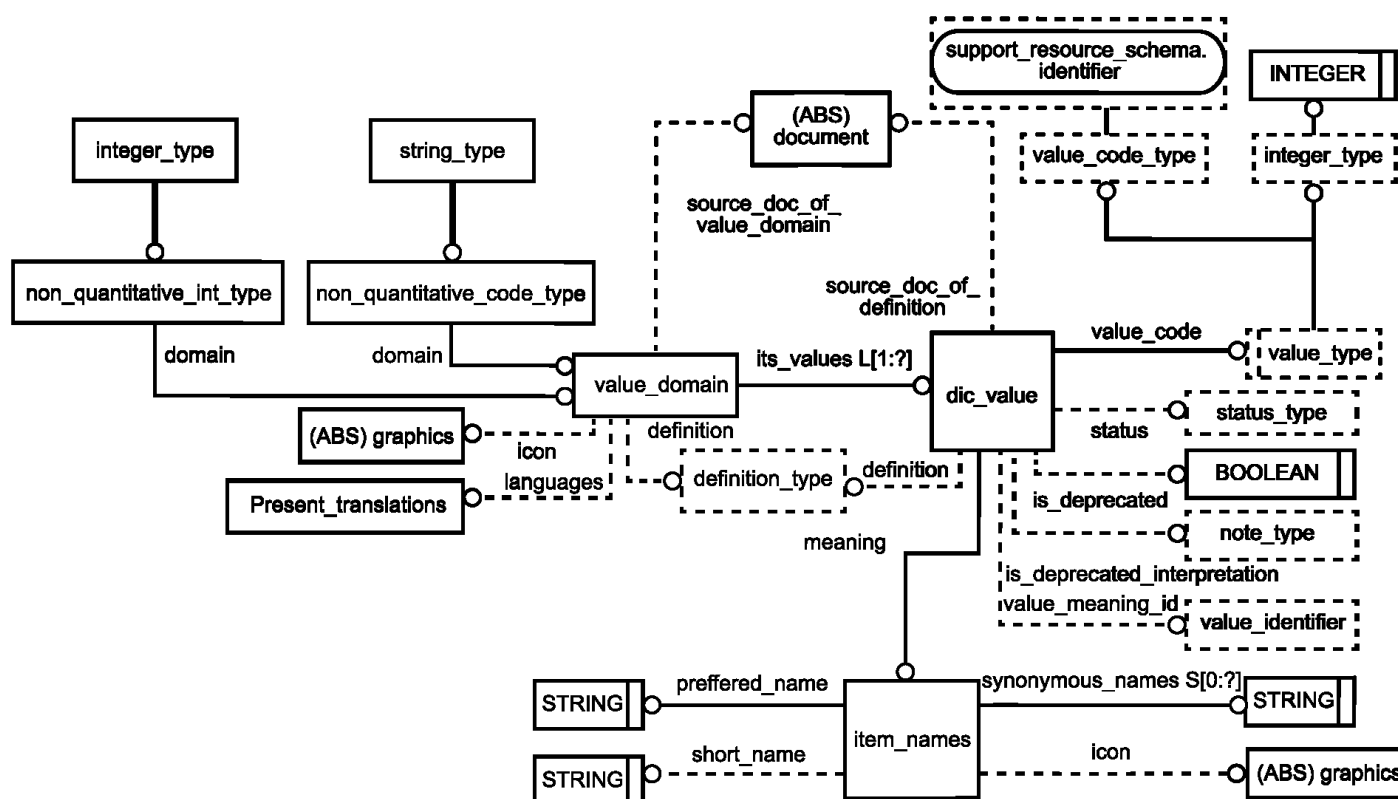 support_resource_schema.
identifier
INTEGER
(ABS)
document
integer_type
string_type
value_code_type
integer_type
source_doc_of_
value_domain
non_quantitative_int_type
non_quantitative_code_type
source_doc_of_
definition
domain
domain
its_values L[1:?]
value_code
value_type
value_domain
dic_value
status_type
status
(ABS) graphics
icon
definition
languages
definition_type
definition
BOOLEAN
is_deprecated
Present_translations
note_type
meaning
is_deprecated_interpretation
value_meaning_id
value_identifier
preffered_name
synonymous_names S[0:?]
STRING
STRING
item_names
short_name
icon
STRING
(ABS) graphics